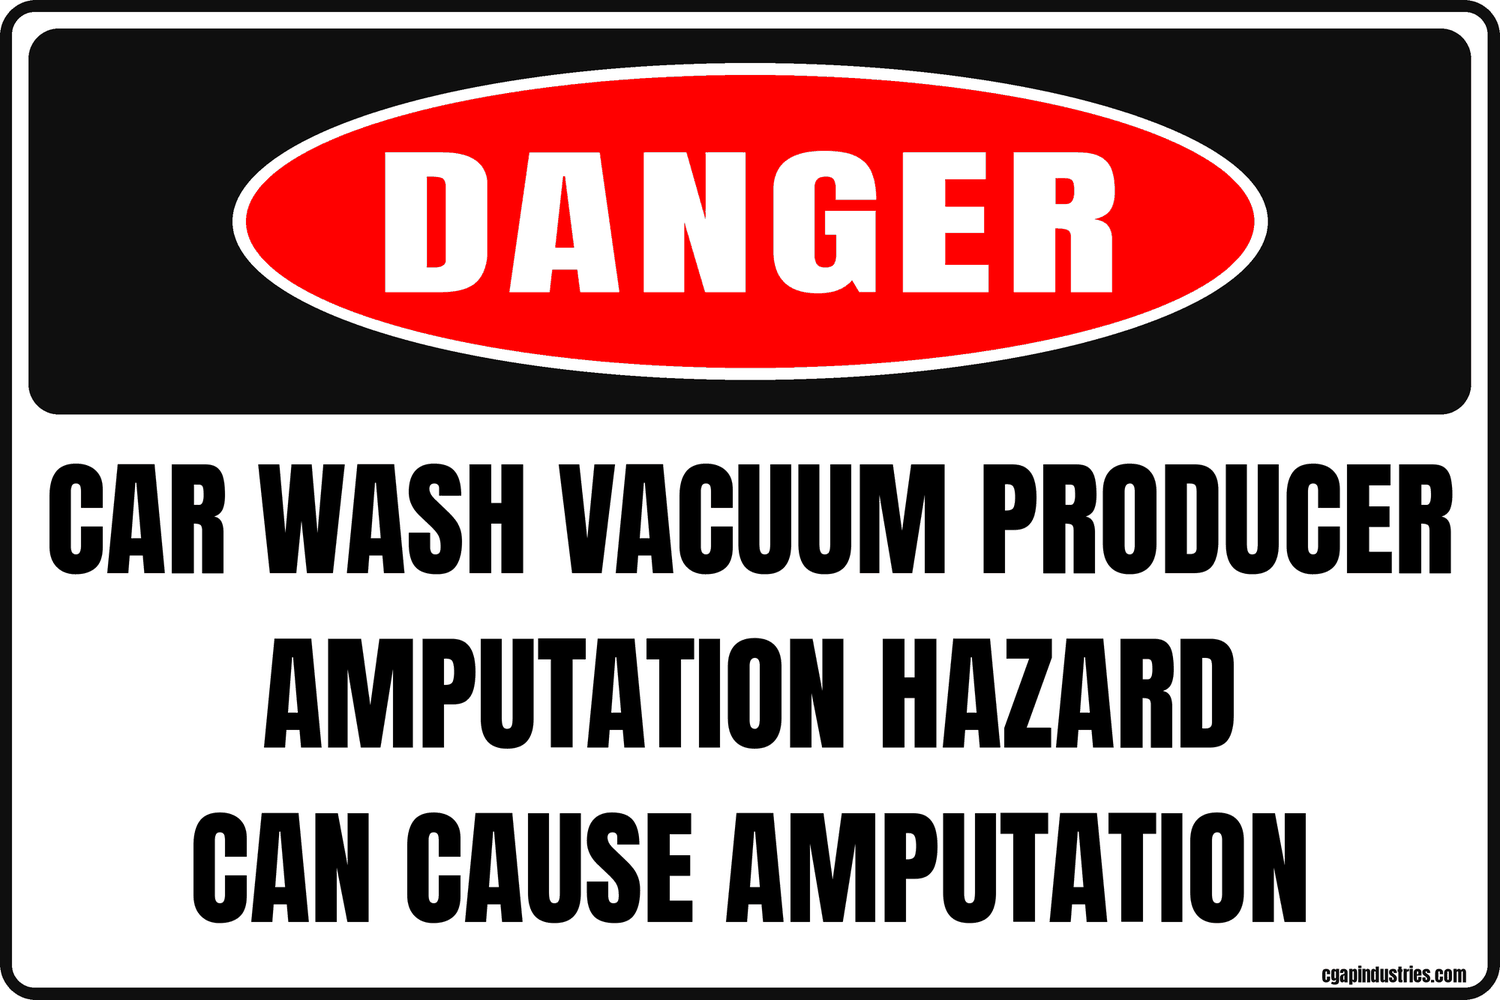 DANGER
CAR WASH VACUUM PRODUCER
AMPUTATION HAZARD
CAN CAUSE AMPUTATION
cgapindustries.com